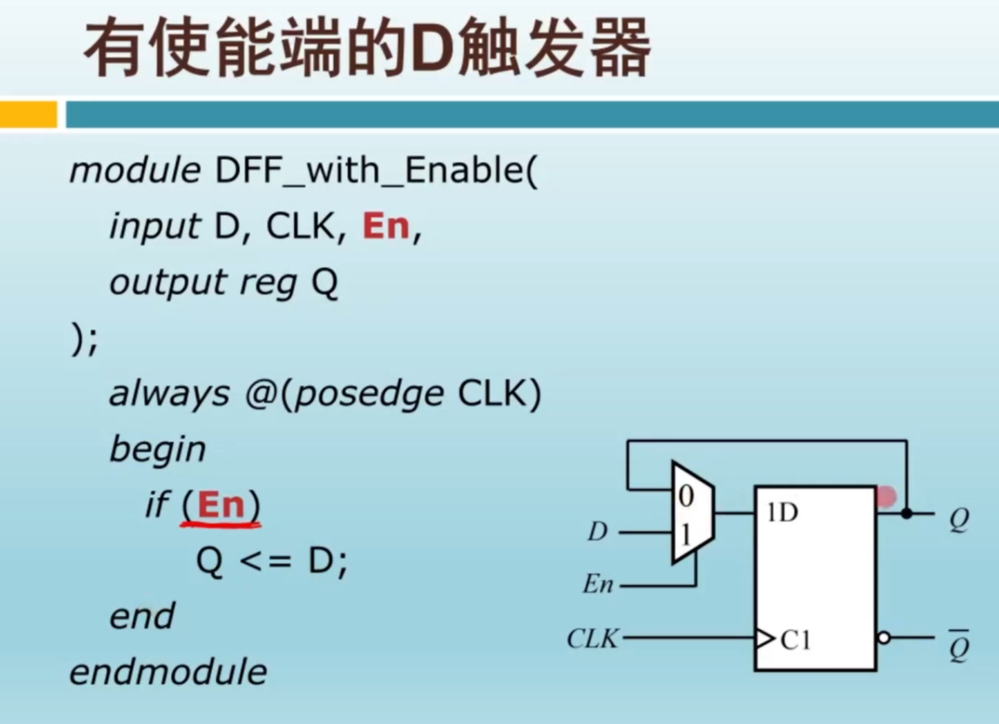 有使能端的D触发器
module DFF_with_Enable(
input D, CLK, En,
output reg Q
);
always @(posedge CLK)
begin
if (En)
Q <= D;
end
endmodule
0
1
D
En
CLK
1D
C1
Q
Q̅